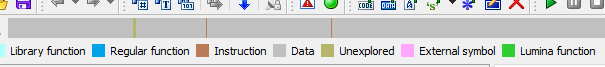 Library function Regular function Instruction Data Unexplored External symbol Lumina function